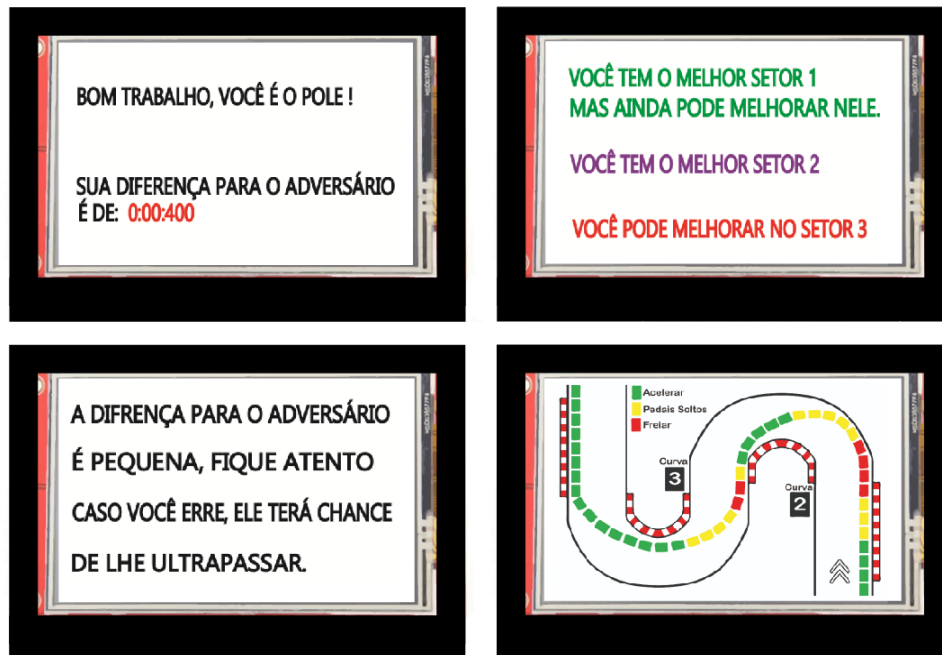 BOM TRABALHO, VOCÊ É O POLE !
SUA DIFERENÇA PARA O ADVERSÁRIO
É DE: 0:00:400
VOCÊ TEM O MELHOR SETOR 1
MAS AINDA PODE MELHORAR NELE.
VOCÊ TEM O MELHOR SETOR 2
VOCÊ PODE MELHORAR NO SETOR 3
A DIFRENÇA PARA O ADVERSÁRIO
É PEQUENA, FIQUE ATENTO
CASO VOCÊ ERRE, ELE TERÁ CHANCE
DE LHE ULTRAPASSAR.
Acelerar
Pedais Soltos
Freiar
Curva
3
Curva
2